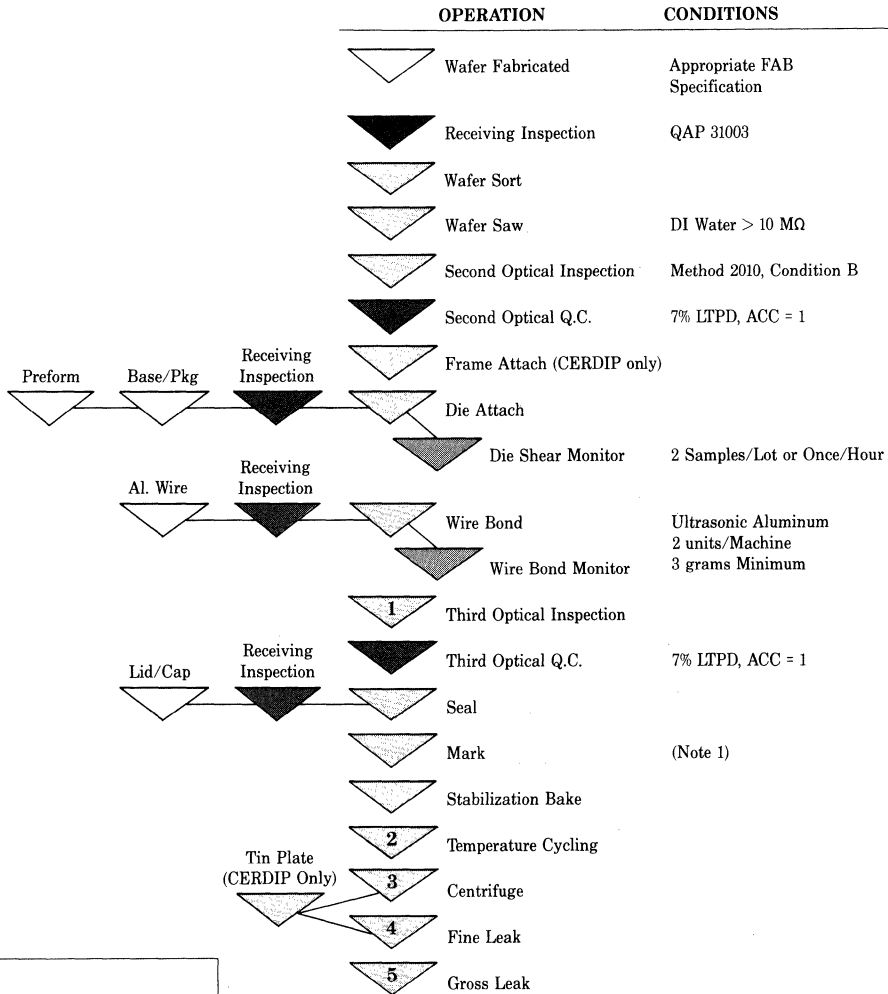 OPERATION CONDITIONS
Wafer Fabricated Appropriate FAB
Specification
Receiving Inspection QAP 31003
Wafer Sort
Wafer Saw DI Water > 10 MΩ
Second Optical Inspection Method 2010, Condition B
Second Optical Q.C. 7% LTPD, ACC = 1
Frame Attach (CERDIP only)
Preform Base/Pkg Receiving
Inspection
Die Attach
Die Shear Monitor 2 Samples/Lot or Once/Hour
Al. Wire Receiving
Inspection
Wire Bond Ultrasonic Aluminum
2 units/Machine
Wire Bond Monitor 3 grams Minimum
1 Third Optical Inspection
Third Optical Q.C. 7% LTPD, ACC = 1
Lid/Cap Receiving
Inspection
Seal
Mark (Note 1)
Stabilization Bake
2 Temperature Cycling
Tin Plate
(CERDIP Only)
3 Centrifuge
4 Fine Leak
5 Gross Leak